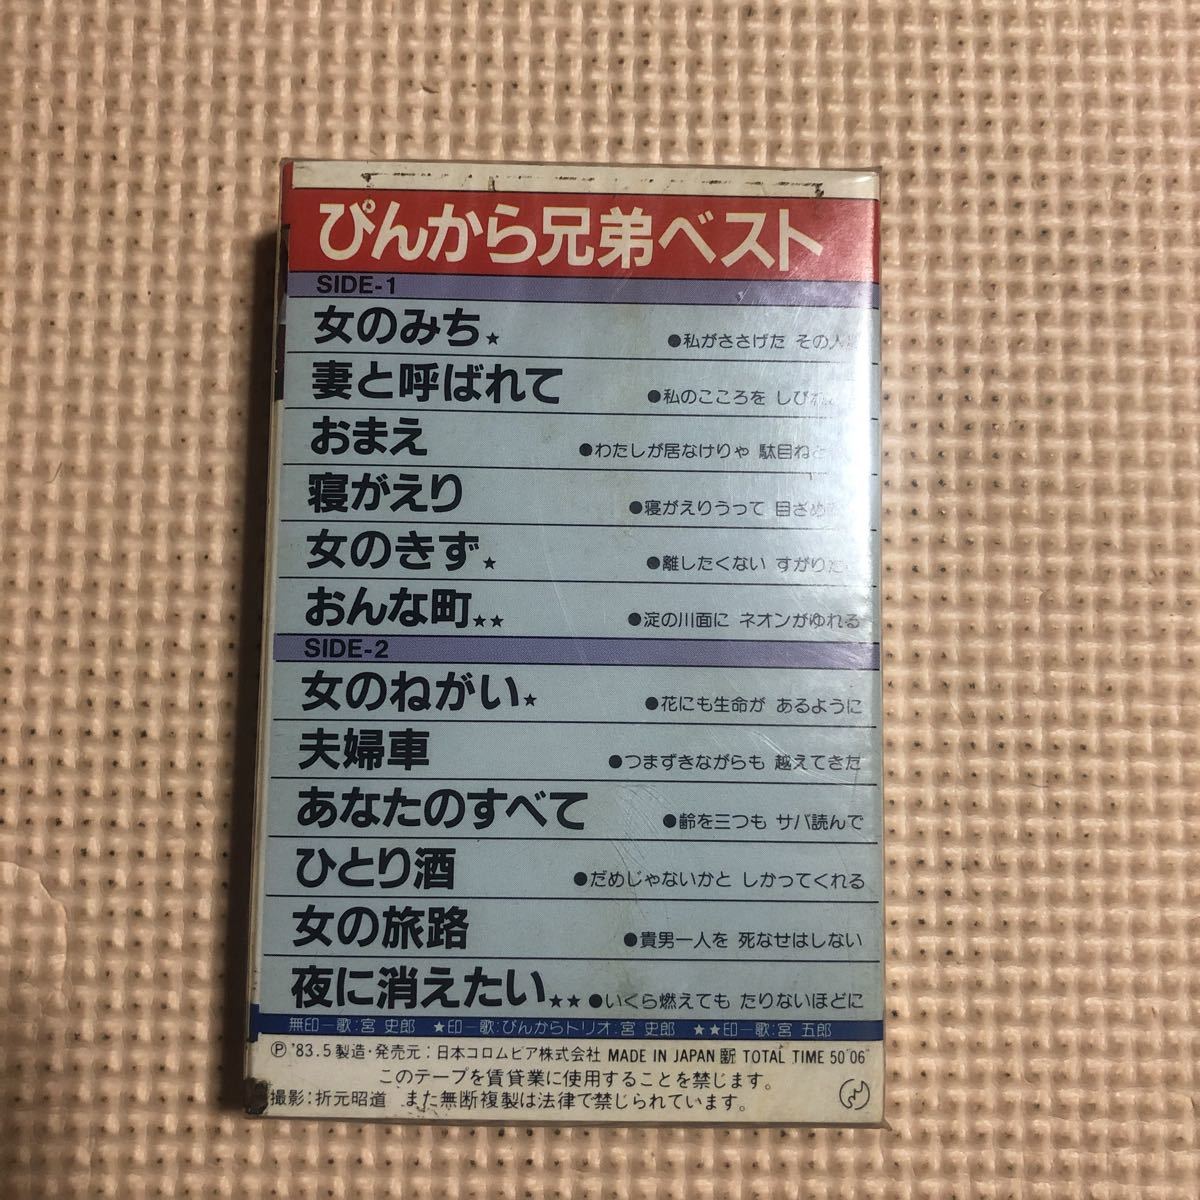 ぴんから兄弟ベスト
SIDE-1
女のみち★ ●私がささげた その人
妻と呼ばれて ●私のこころを
おまえ ●わたしが居なけりゃ 駄目ね
寝がえり ●寝がえりうって 目ざめ
女のきず★ ●離したくない すがり
おんな町★★ ●淀の川面に ネオンがゆれる
SIDE-2
女のねがい★ ●花にも生命が あるように
夫婦車 ●つまずきながらも 越えてきた
あなたのすべて ●齢を三つも サバ読んで
ひとり酒 ●だめじゃないかと しかってくれる
女の旅路 ●貴男一人を 死なせはしない
夜に消えたい★★ ●いくら燃えても たりないほどに
無印―歌:宮 史郎 ★印―歌:ぴんからトリオ:宮 史郎 ★★印―歌:宮 五郎
Ⓟ'83.5 製造・発売元:日本コロムビア株式会社 MADE IN JAPAN 新 TOTAL TIME 50"06"
このテープを賃貸業に使用することを禁じます。
撮影:折元昭道 また無断複製は法律で禁じられています。